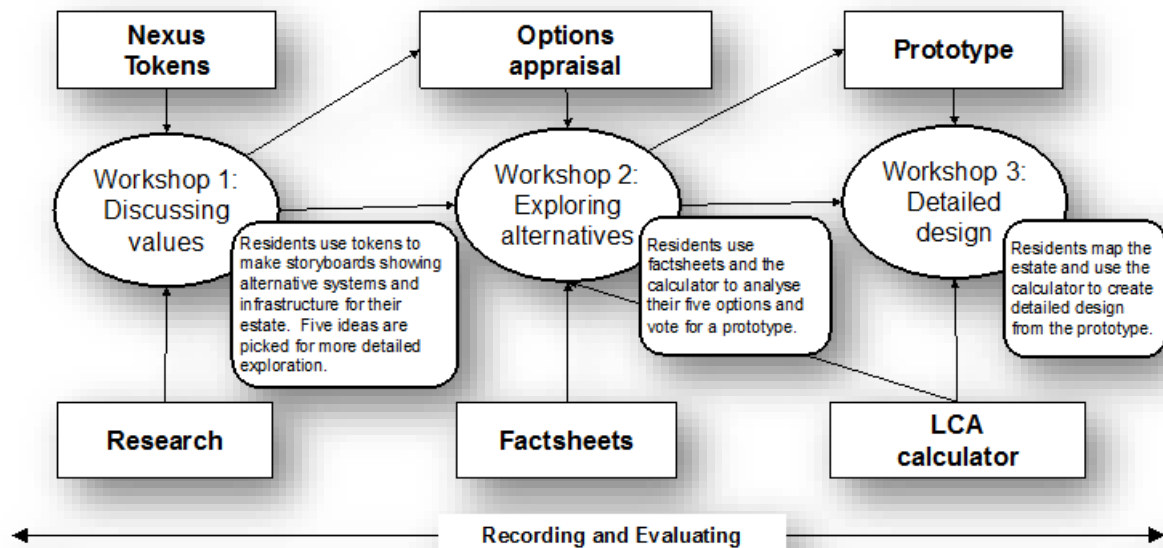 Nexus
Tokens
Options
appraisal
Prototype
Workshop 1:
Discussing
values
Workshop 2:
Exploring
alternatives
Workshop 3:
Detailed
design
Residents use tokens to
make storyboards showing
alternative systems and
infrastructure for their
estate. Five ideas are
picked for more detailed
exploration.
Residents use
factsheets and the
calculator to analyse
their five options and
vote for a prototype.
Residents map the
estate and use the
calculator to create
detailed design
from the prototype.
Research
Factsheets
LCA
calculator
Recording and Evaluating